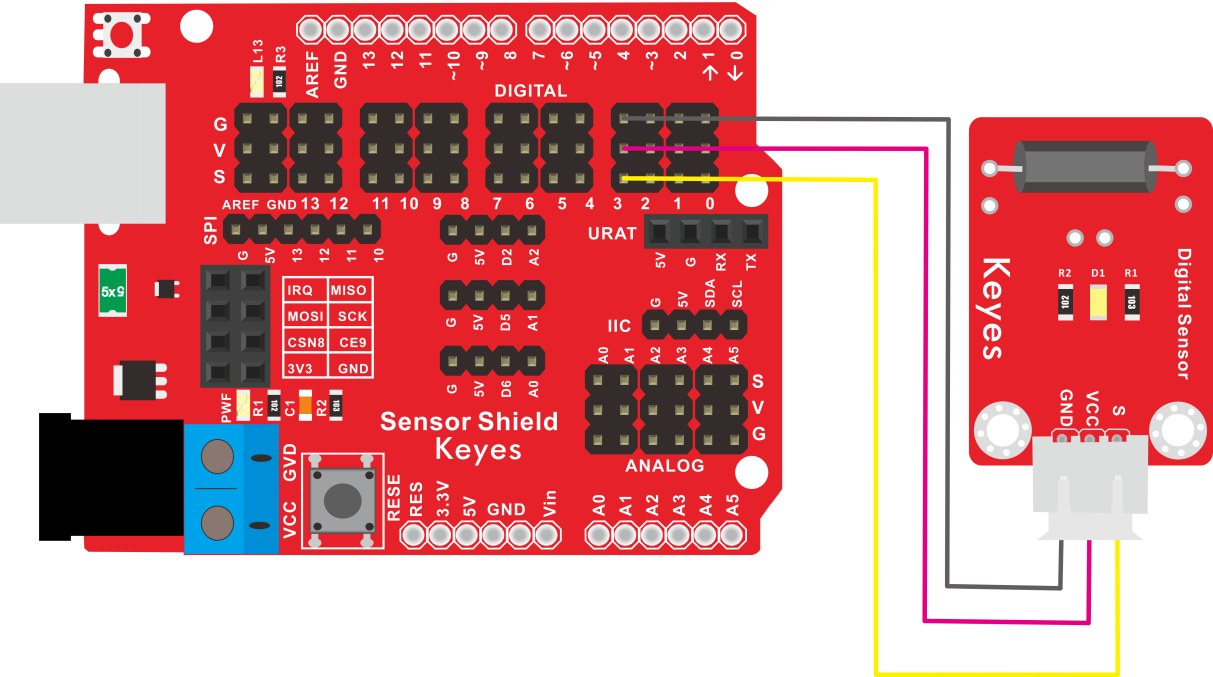 L13
R3
102
AREF GND 13 12 11 ~10 ~9 8 7 ~6 ~5 4 ~3 2 →1 ←0
DIGITAL
G
V
S
AREF GND 13 12 11 10 9 8 7 6 5 4 3 2 1 0
SPI
G 5V 13 12 11 10
G 5V D2 A2
URAT
5V G RX TX
5x5
IRQ MISO
MOSI SCK
CSN8 CE9
3V3 GND
G 5V D5 A1
IIC
G 5V SDA SCL
G 5V D6 A0
A0 A1 A2 A3 A4 A5
S
V
G
ANALOG
PWF R1 102 C1 R2 103
Sensor Shield
Keyes
GVD
VCC
RESE
RES 3.3V 5V GND Vin
A0 A1 A2 A3 A4 A5
Keyes
Digital Sensor
R2 D1 R1
201 103
GND VCC S